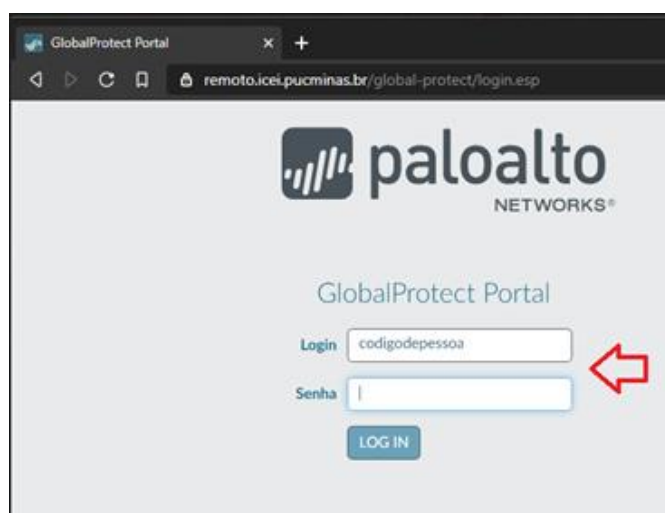 GlobalProtect Portal
remoto.icei.pucminas.br/global-protect/login.esp
paloalto
NETWORKS®
GlobalProtect Portal
Login codigodepessoa
Senha
LOG IN